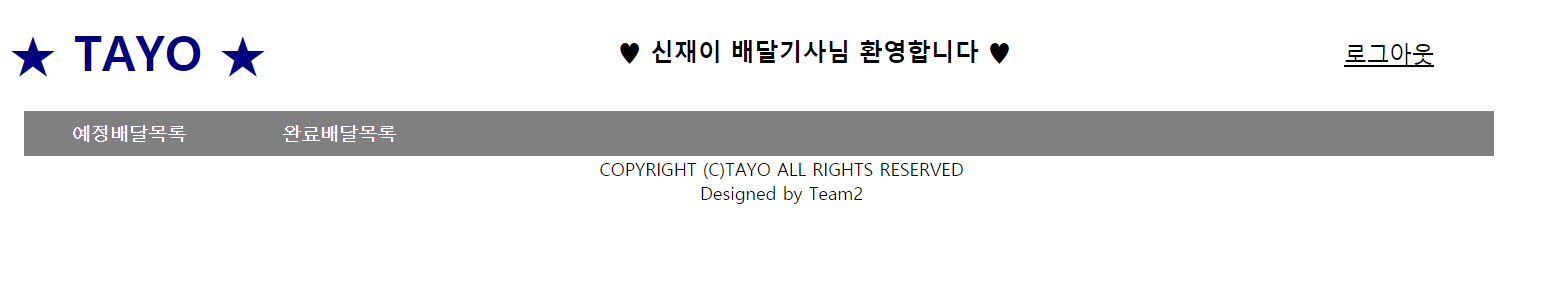 ★ TAYO ★
♥ 신재이 배달기사님 환영합니다 ♥
로그아웃
예정배달목록 완료배달목록
COPYRIGHT (C)TAYO ALL RIGHTS RESERVED
Designed by Team2